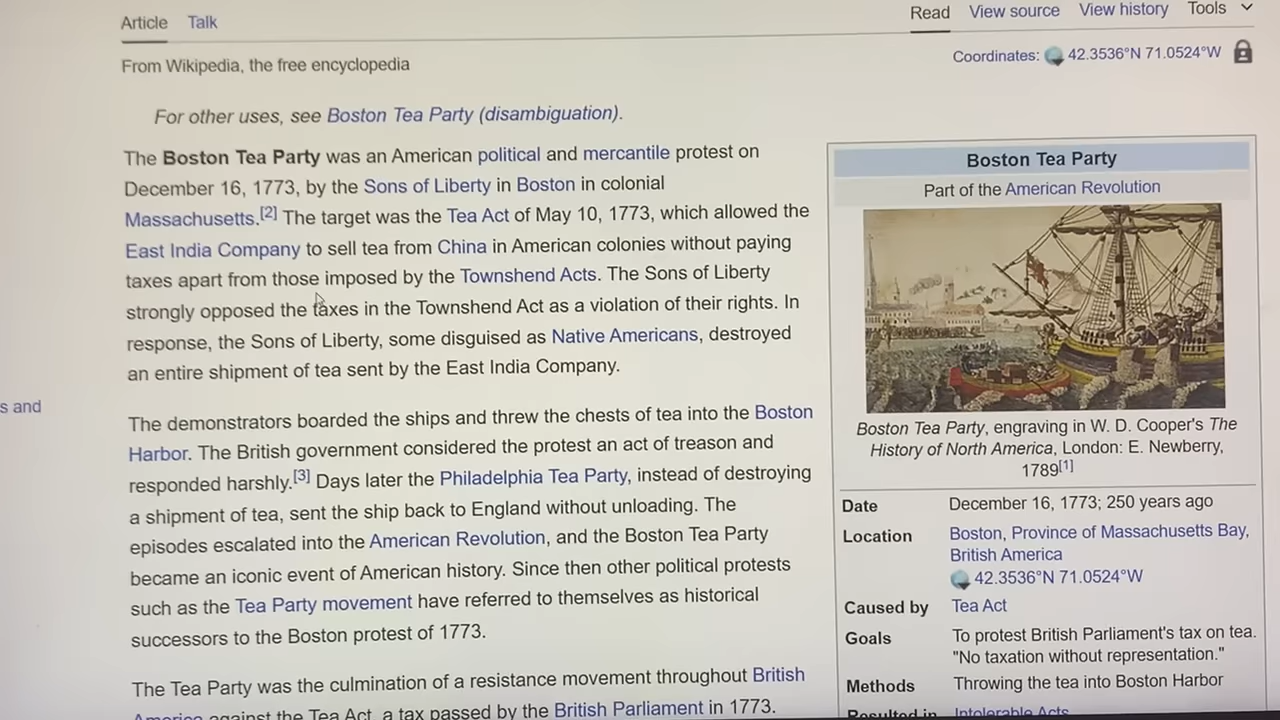 Article Talk
Read View source View history Tools
From Wikipedia, the free encyclopedia
Coordinates: 42.3536°N 71.0524°W
For other uses, see Boston Tea Party (disambiguation).
The Boston Tea Party was an American political and mercantile protest on
December 16, 1773, by the Sons of Liberty in Boston in colonial
Massachusetts.[2] The target was the Tea Act of May 10, 1773, which allowed the
East India Company to sell tea from China in American colonies without paying
taxes apart from those imposed by the Townshend Acts. The Sons of Liberty
strongly opposed the taxes in the Townshend Act as a violation of their rights. In
response, the Sons of Liberty, some disguised as Native Americans, destroyed
an entire shipment of tea sent by the East India Company.
s and
The demonstrators boarded the ships and threw the chests of tea into the Boston
Harbor. The British government considered the protest an act of treason and
responded harshly.[3] Days later the Philadelphia Tea Party, instead of destroying
a shipment of tea, sent the ship back to England without unloading. The
episodes escalated into the American Revolution, and the Boston Tea Party
became an iconic event of American history. Since then other political protests
such as the Tea Party movement have referred to themselves as historical
successors to the Boston protest of 1773.
The Tea Party was the culmination of a resistance movement throughout British
America against the Tea Act, a tax passed by the British Parliament in 1773.
Boston Tea Party
Part of the American Revolution
Boston Tea Party, engraving in W. D. Cooper's The
History of North America, London: E. Newberry,
1789[1]
Date December 16, 1773; 250 years ago
Location Boston, Province of Massachusetts Bay,
British America
42.3536°N 71.0524°W
Caused by Tea Act
Goals To protest British Parliament's tax on tea.
"No taxation without representation."
Methods Throwing the tea into Boston Harbor
Resulted in Intolerable Acts